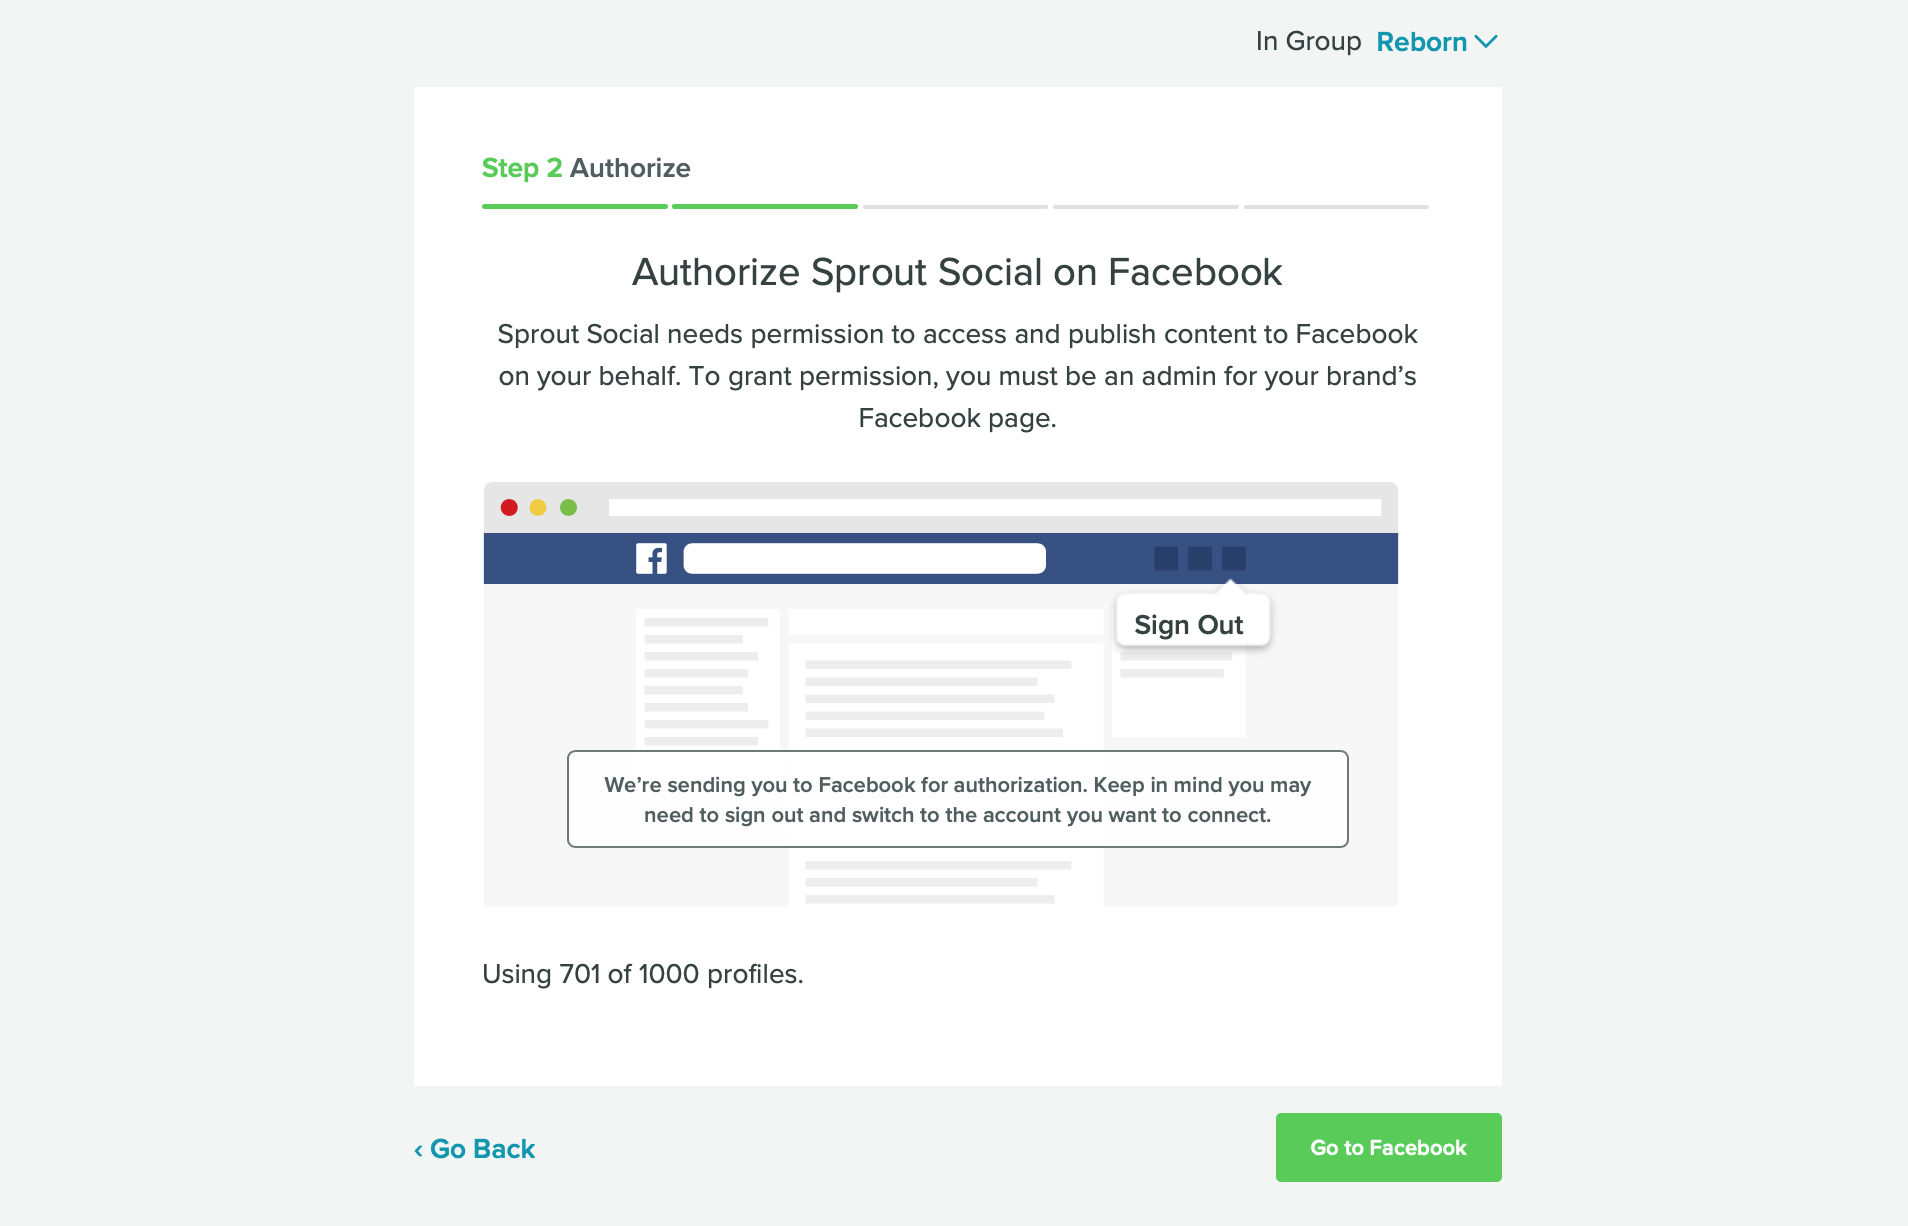 In Group Reborn
Step 2 Authorize
Authorize Sprout Social on Facebook
Sprout Social needs permission to access and publish content to Facebook
on your behalf. To grant permission, you must be an admin for your brand’s
Facebook page.
Sign Out
We’re sending you to Facebook for authorization. Keep in mind you may
need to sign out and switch to the account you want to connect.
Using 701 of 1000 profiles.
‹ Go Back
Go to Facebook